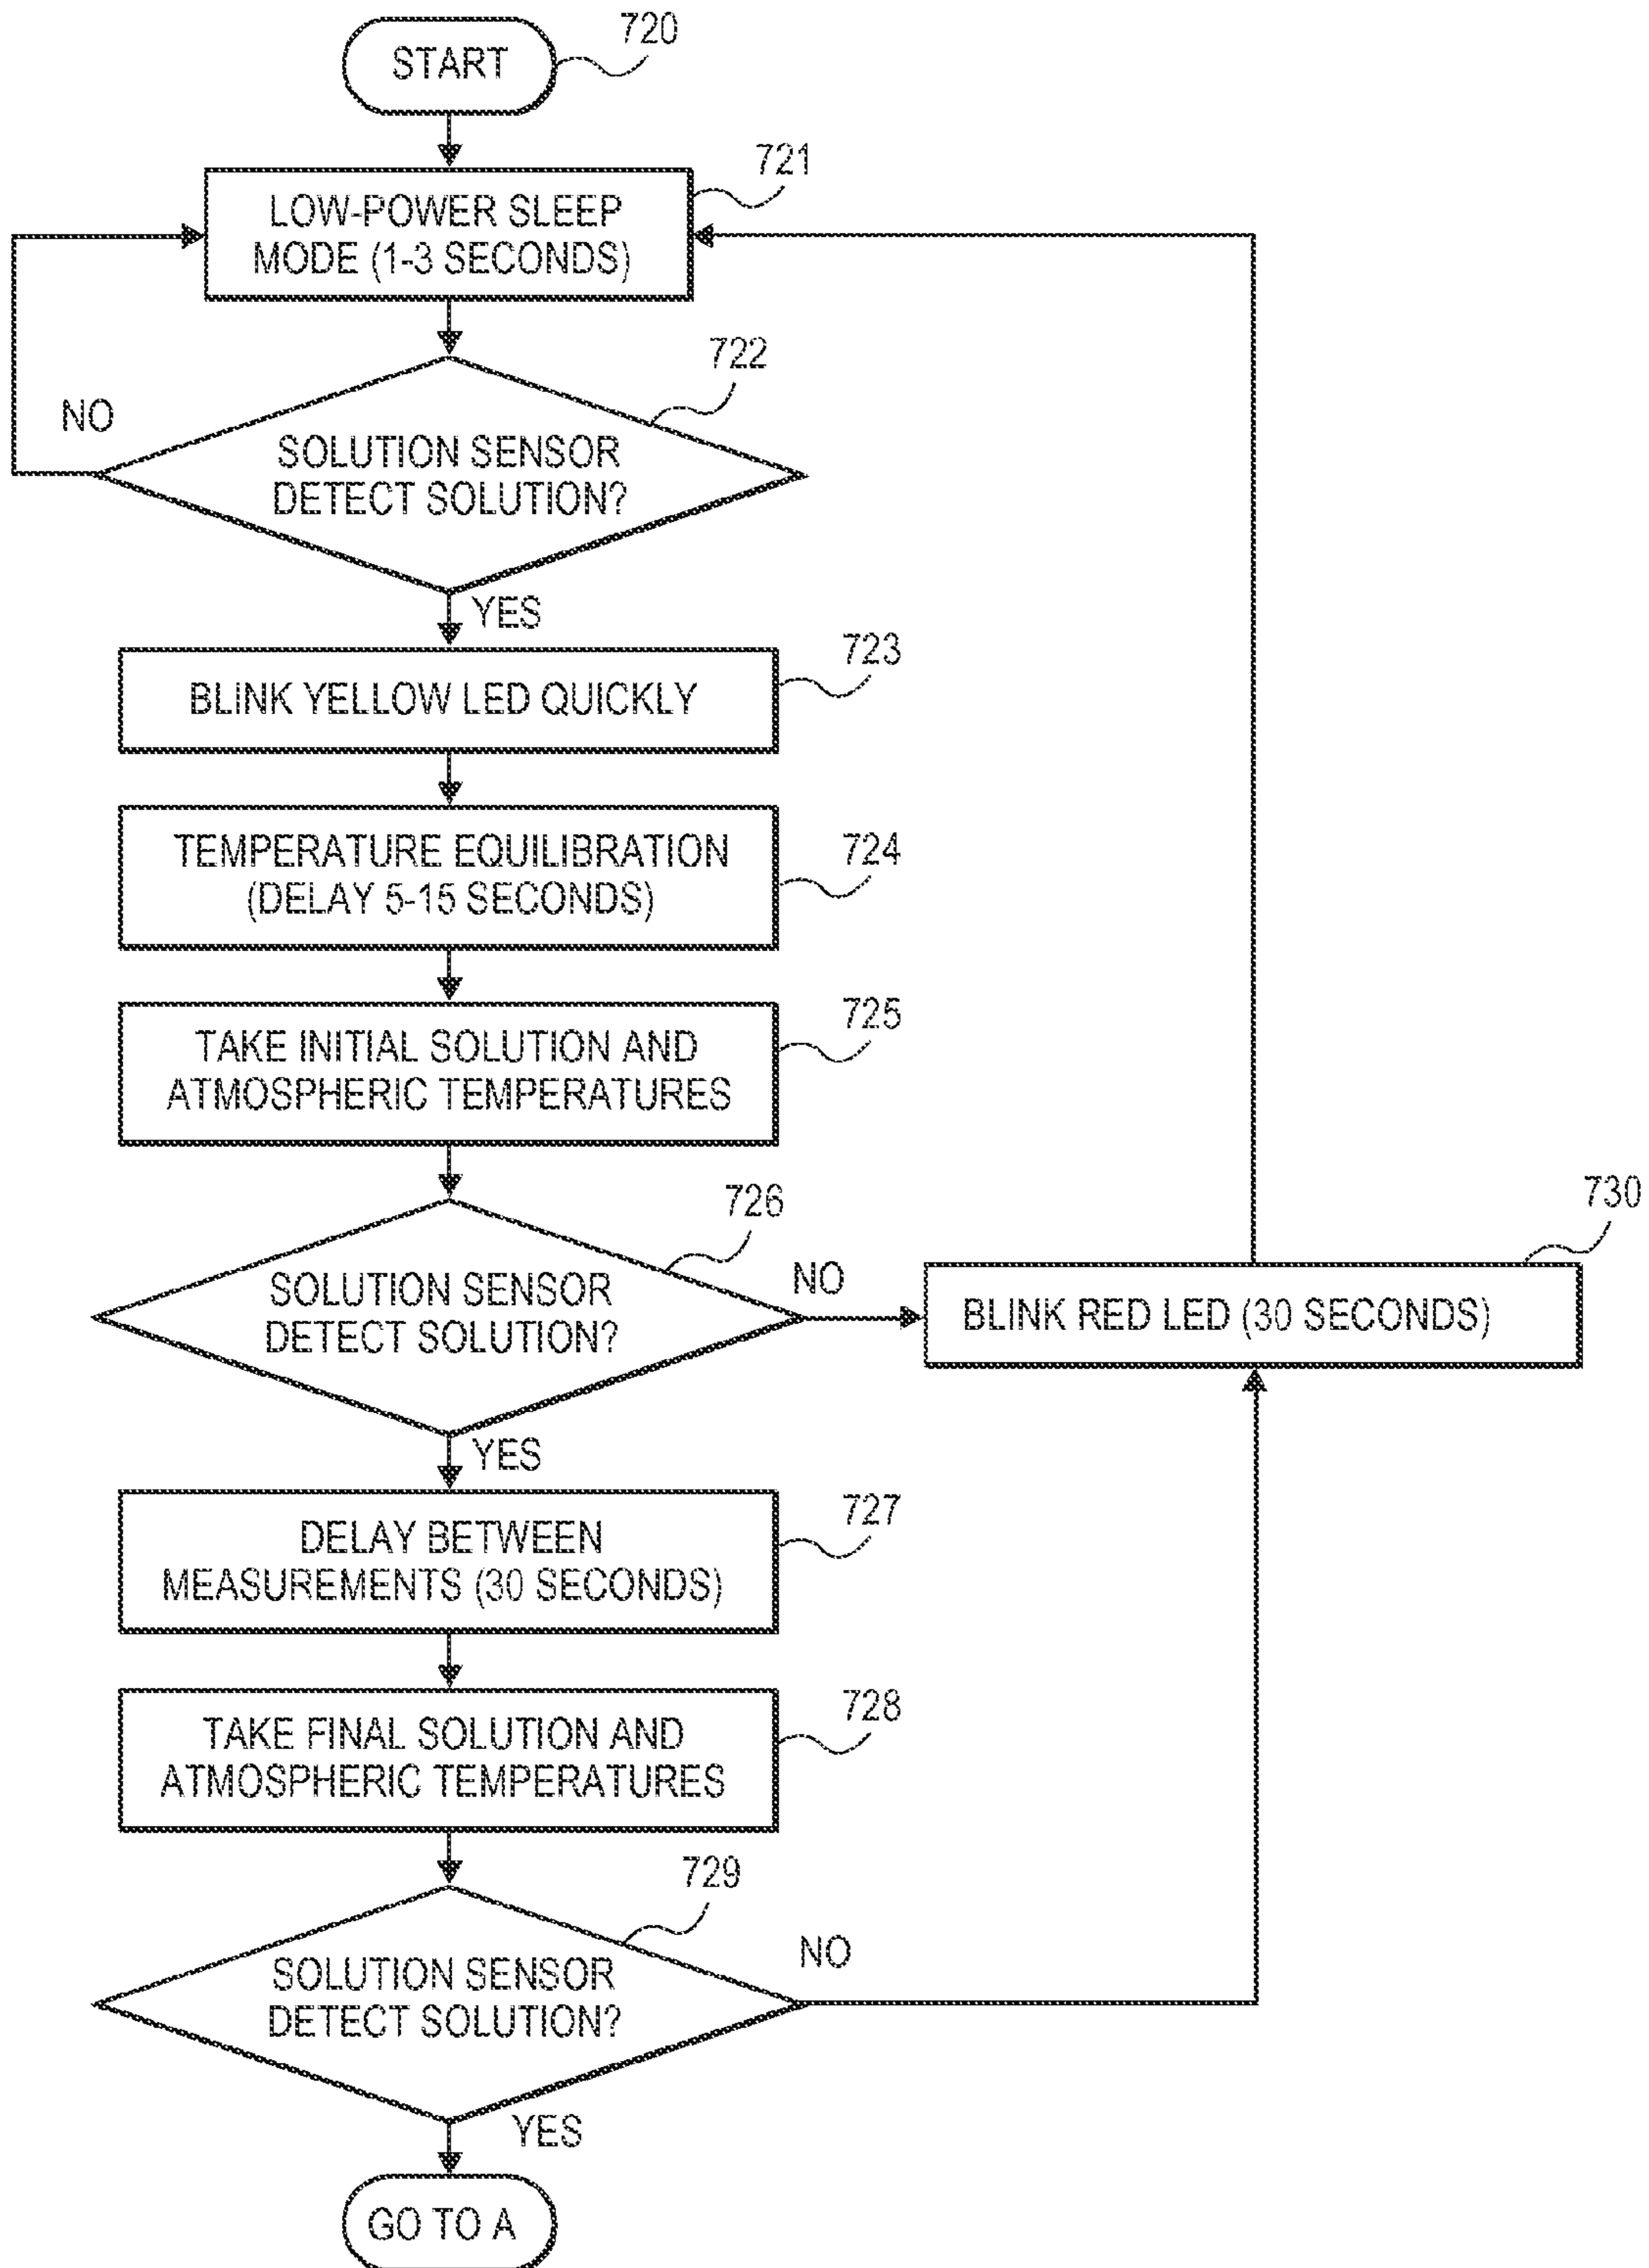 720
START
721
LOW-POWER SLEEP
MODE (1-3 SECONDS)
722
NO
SOLUTION SENSOR
DETECT SOLUTION?
YES
723
BLINK YELLOW LED QUICKLY
724
TEMPERATURE EQUILIBRATION
(DELAY 5-15 SECONDS)
725
TAKE INITIAL SOLUTION AND
ATMOSPHERIC TEMPERATURES
726
730
NO
SOLUTION SENSOR
DETECT SOLUTION?
BLINK RED LED (30 SECONDS)
YES
727
DELAY BETWEEN
MEASUREMENTS (30 SECONDS)
728
TAKE FINAL SOLUTION AND
ATMOSPHERIC TEMPERATURES
729
NO
SOLUTION SENSOR
DETECT SOLUTION?
YES
GO TO A